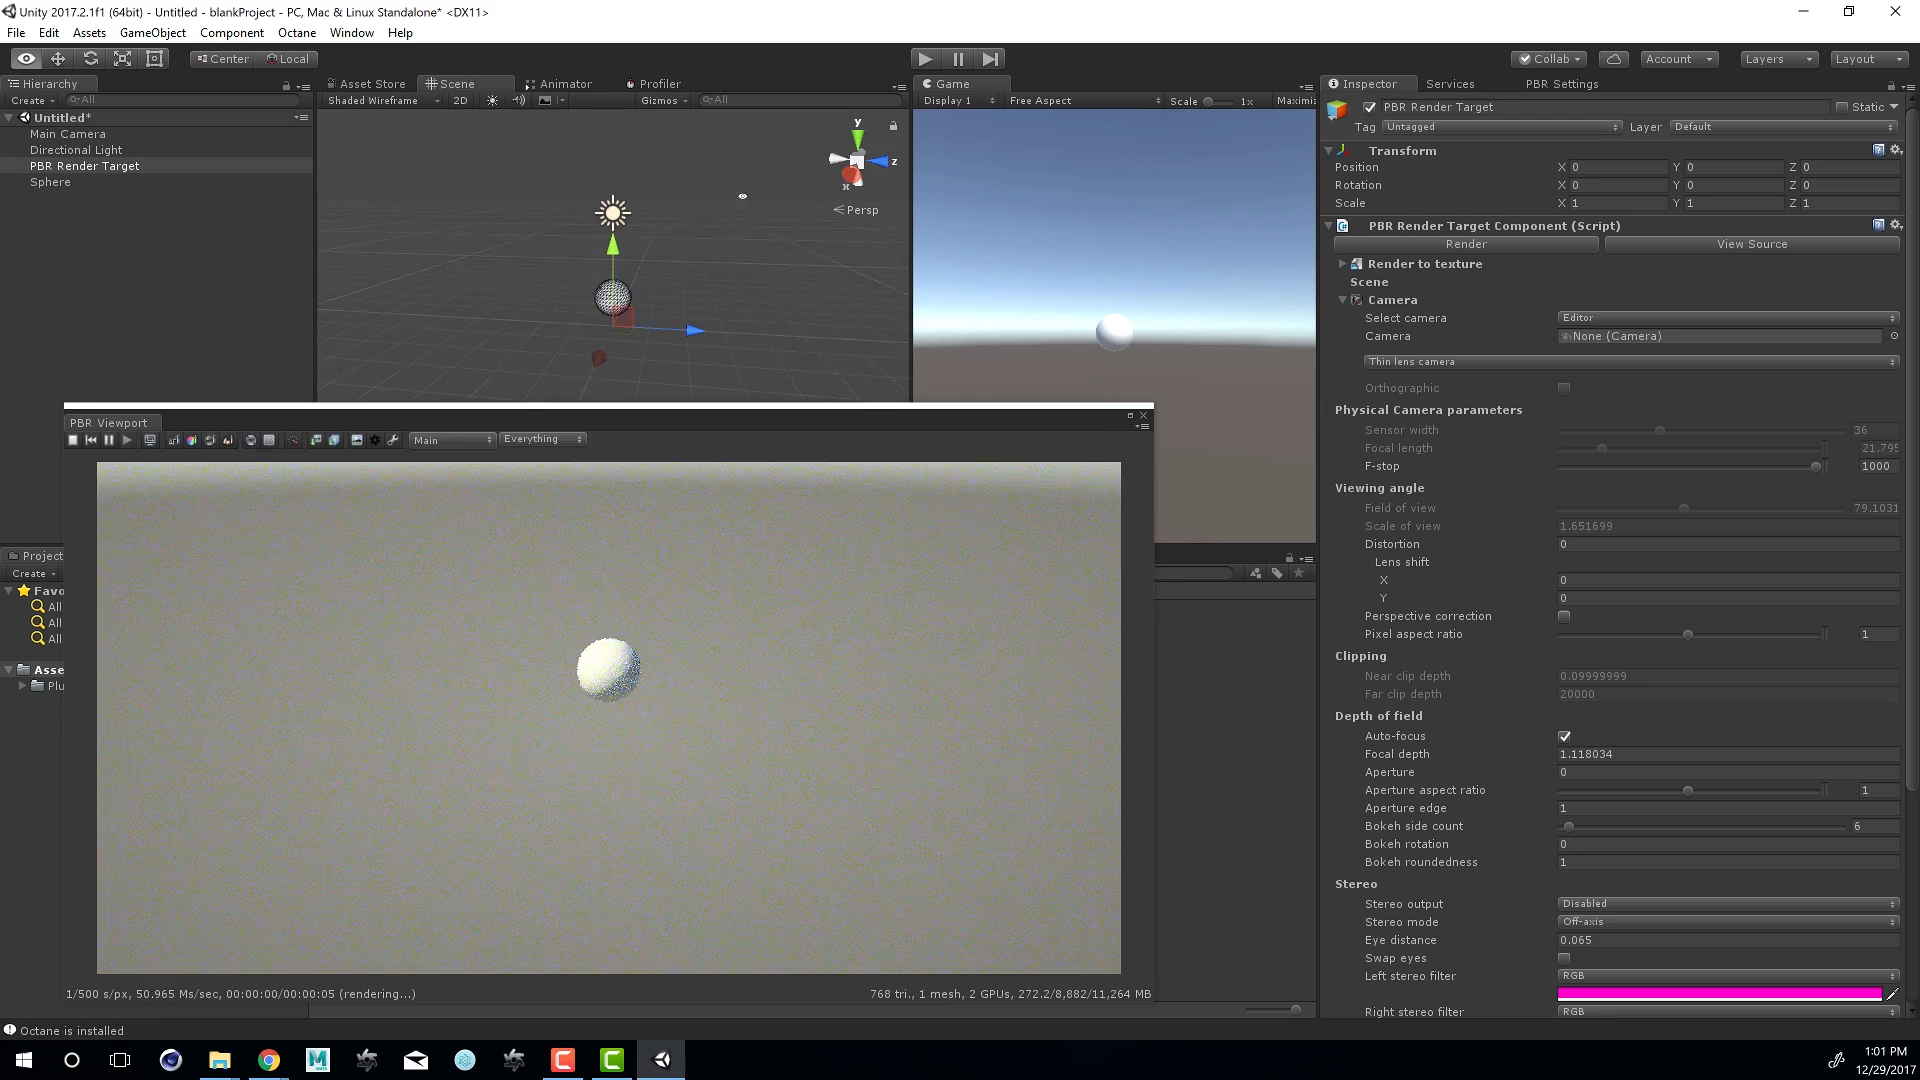 Unity 2017.2.1f1 (64bit) - Untitled - blankProject - PC, Mac & Linux Standalone* <DX11>
File Edit Assets GameObject Component Octane Window Help
Center Local
Collab Account Layers Layout
Hierarchy
Create All
Untitled*
Main Camera
Directional Light
PBR Render Target
Sphere
Asset Store Scene Animator Profiler
Shaded Wireframe 2D Gizmos All
y
z
x
Persp
Game
Display 1 Free Aspect Scale 1x Maximi
Project
Create
Favo
All
All
All
Asse
Plu
PBR Viewport
Main Everything
1/500 s/px, 50.965 Ms/sec, 00:00:00/00:00:05 (rendering...)
768 tri., 1 mesh, 2 GPUs, 272.2/8,882/11,264 MB
Inspector Services PBR Settings
PBR Render Target Static
Tag Untagged Layer Default
Transform
Position X 0 Y 0 Z 0
Rotation X 0 Y 0 Z 0
Scale X 1 Y 1 Z 1
PBR Render Target Component (Script)
Render View Source
Render to texture
Scene
Camera
Select camera Editor
Camera None (Camera)
Thin lens camera
Orthographic
Physical Camera parameters
Sensor width 36
Focal length 21.795
F-stop 1000
Viewing angle
Field of view 79.1031
Scale of view 1.651699
Distortion 0
Lens shift
X 0
Y 0
Perspective correction
Pixel aspect ratio 1
Clipping
Near clip depth 0.09999999
Far clip depth 20000
Depth of field
Auto-focus
Focal depth 1.118034
Aperture 0
Aperture aspect ratio 1
Aperture edge 1
Bokeh side count 6
Bokeh rotation 0
Bokeh roundedness 1
Stereo
Stereo output Disabled
Stereo mode Off-axis
Eye distance 0.065
Swap eyes
Left stereo filter RGB
Right stereo filter RGB
Octane is installed
1:01 PM
12/29/2017